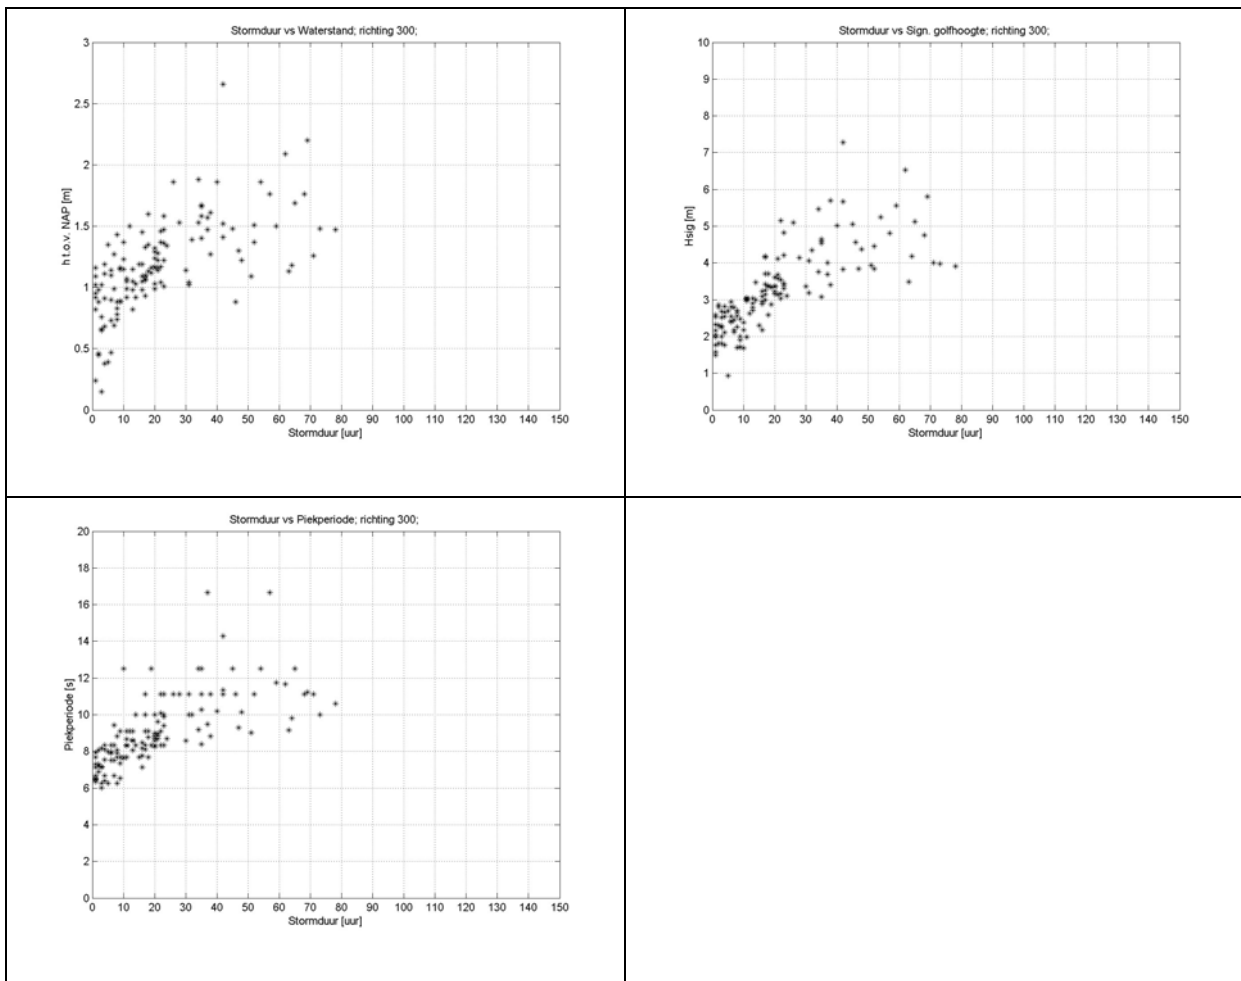 Stormduur vs Waterstand; richting 300;
3
2.5
2
1.5
1
0.5
0
h t.o.v. NAP [m]
0 10 20 30 40 50 60 70 80 90 100 110 120 130 140 150
Stormduur [uur]
Stormduur vs Sign. golfhoogte; richting 300;
10
9
8
7
6
5
4
3
2
1
0
Hsig [m]
0 10 20 30 40 50 60 70 80 90 100 110 120 130 140 150
Stormduur [uur]
Stormduur vs Piekperiode; richting 300;
20
18
16
14
12
10
8
6
4
2
0
Piekperiode [s]
0 10 20 30 40 50 60 70 80 90 100 110 120 130 140 150
Stormduur [uur]